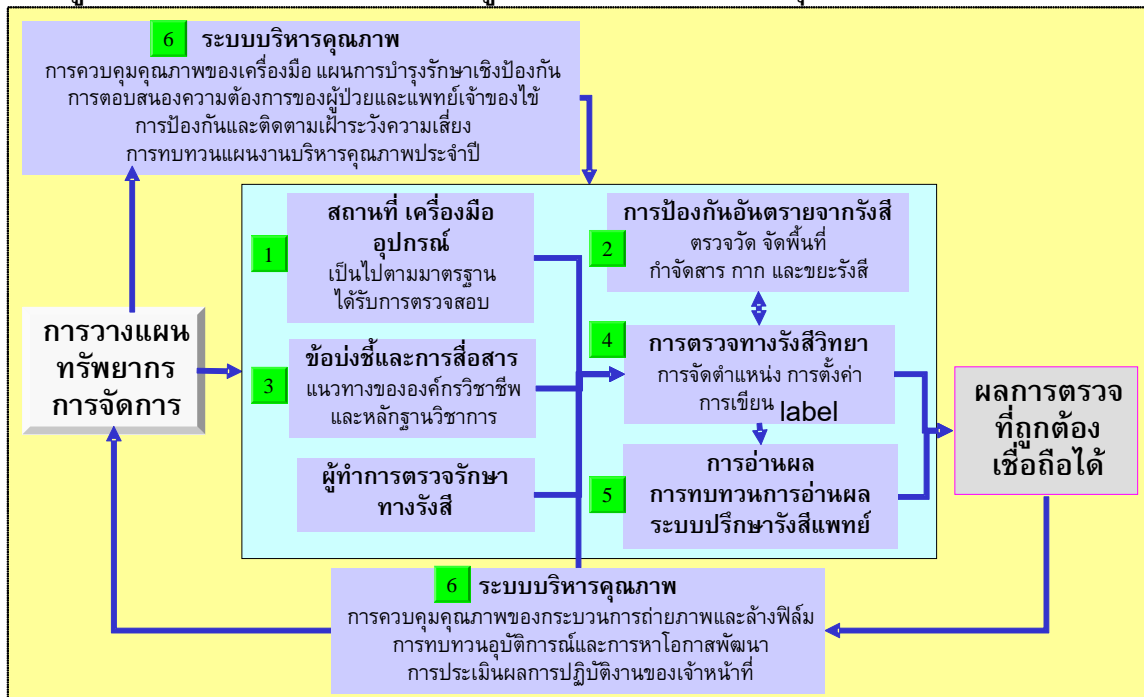 6 ระบบบริหารคุณภาพ
การควบคุมคุณภาพของเครื่องมือ แผนการบำรุงรักษาเชิงป้องกัน
การตอบสนองความต้องการของผู้ป่วยและแพทย์เจ้าของไข้
การป้องกันและติดตามเฝ้าระวังความเสี่ยง
การทบทวนแผนงานบริหารคุณภาพประจำปี
1
สถานที่ เครื่องมือ
อุปกรณ์
เป็นไปตามมาตรฐาน
ได้รับการตรวจสอบ
2
การป้องกันอันตรายจากรังสี
ตรวจวัด จัดพื้นที่
กำจัดสาร กาก และขยะรังสี
การวางแผน
ทรัพยากร
การจัดการ
3
ข้อบ่งชี้และการสื่อสาร
แนวทางขององค์กรวิชาชีพ
และหลักฐานวิชาการ
4
การตรวจทางรังสีวิทยา
การจัดตำแหน่ง การตั้งค่า
การเขียน label
ผลการตรวจ
ที่ถูกต้อง
เชื่อถือได้
ผู้ทำการตรวจรักษา
ทางรังสี
5
การอ่านผล
การทบทวนการอ่านผล
ระบบปรึกษารังสีแพทย์
6 ระบบบริหารคุณภาพ
การควบคุมคุณภาพของกระบวนการถ่ายภาพและล้างฟิล์ม
การทบทวนอุบัติการณ์และการหาโอกาสพัฒนา
การประเมินผลการปฏิบัติงานของเจ้าหน้าที่